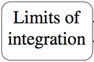 Limits of
integration